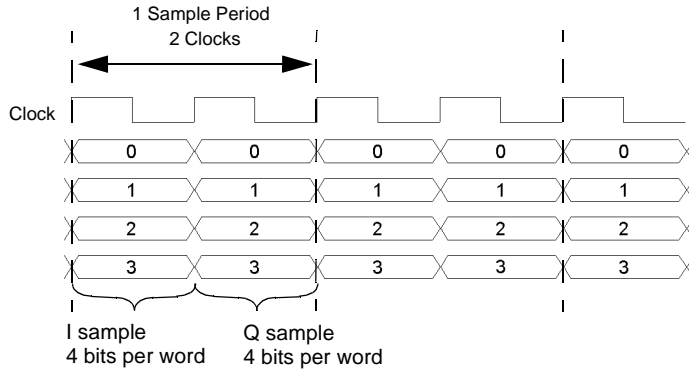 1 Sample Period
2 Clocks
Clock
0 0 0 0 0
1 1 1 1 1
2 2 2 2 2
3 3 3 3 3
I sample
4 bits per word
Q sample
4 bits per word